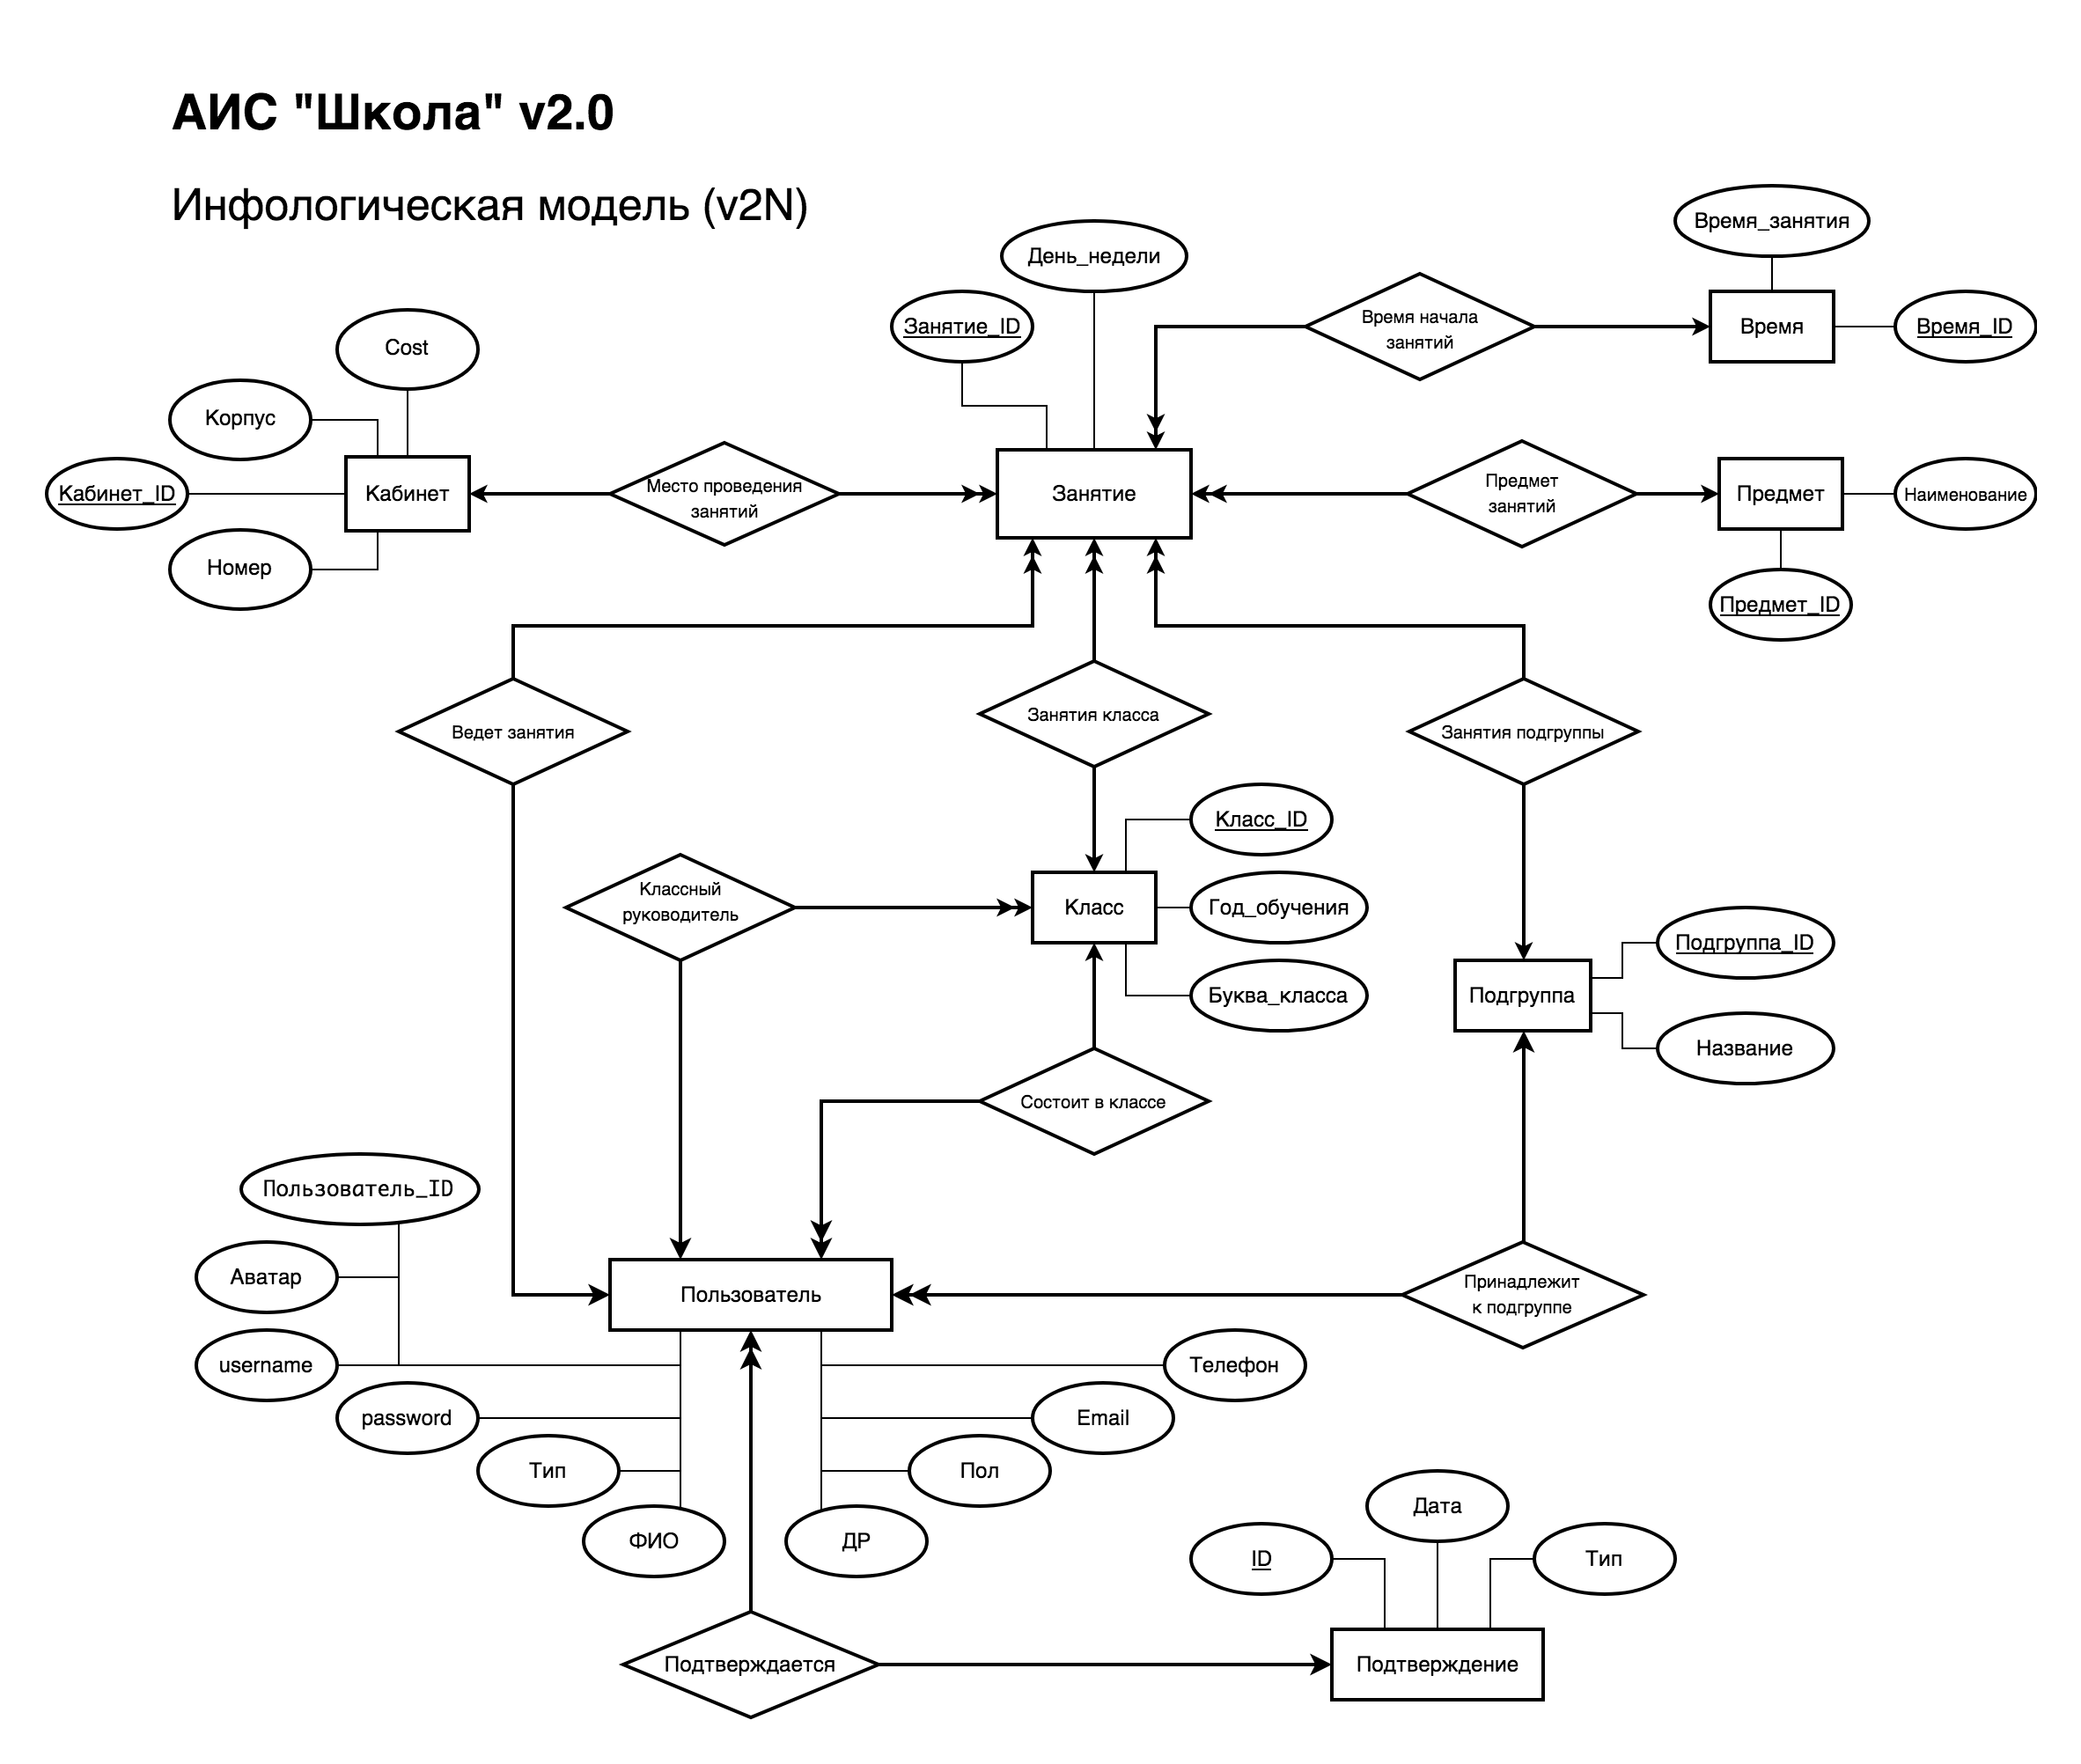 АИС "Школа" v2.0
Инфологическая модель (v2N)
Время_занятия
День_недели
Занятие_ID
Время начала
занятий
Время
Время_ID
Cost
Корпус
Кабинет_ID
Кабинет
Место проведения
занятий
Занятие
Предмет
занятий
Предмет
Наименование
Номер
Предмет_ID
Ведет занятия
Занятия класса
Занятия подгруппы
Класс_ID
Классный
руководитель
Класс
Год_обучения
Подгруппа_ID
Буква_класса
Подгруппа
Название
Состоит в классе
Пользователь_ID
Аватар
Пользователь
Принадлежит
к подгруппе
username
Телефон
password
Email
Тип
Пол
ФИО
ДР
Дата
ID
Тип
Подтверждается
Подтверждение